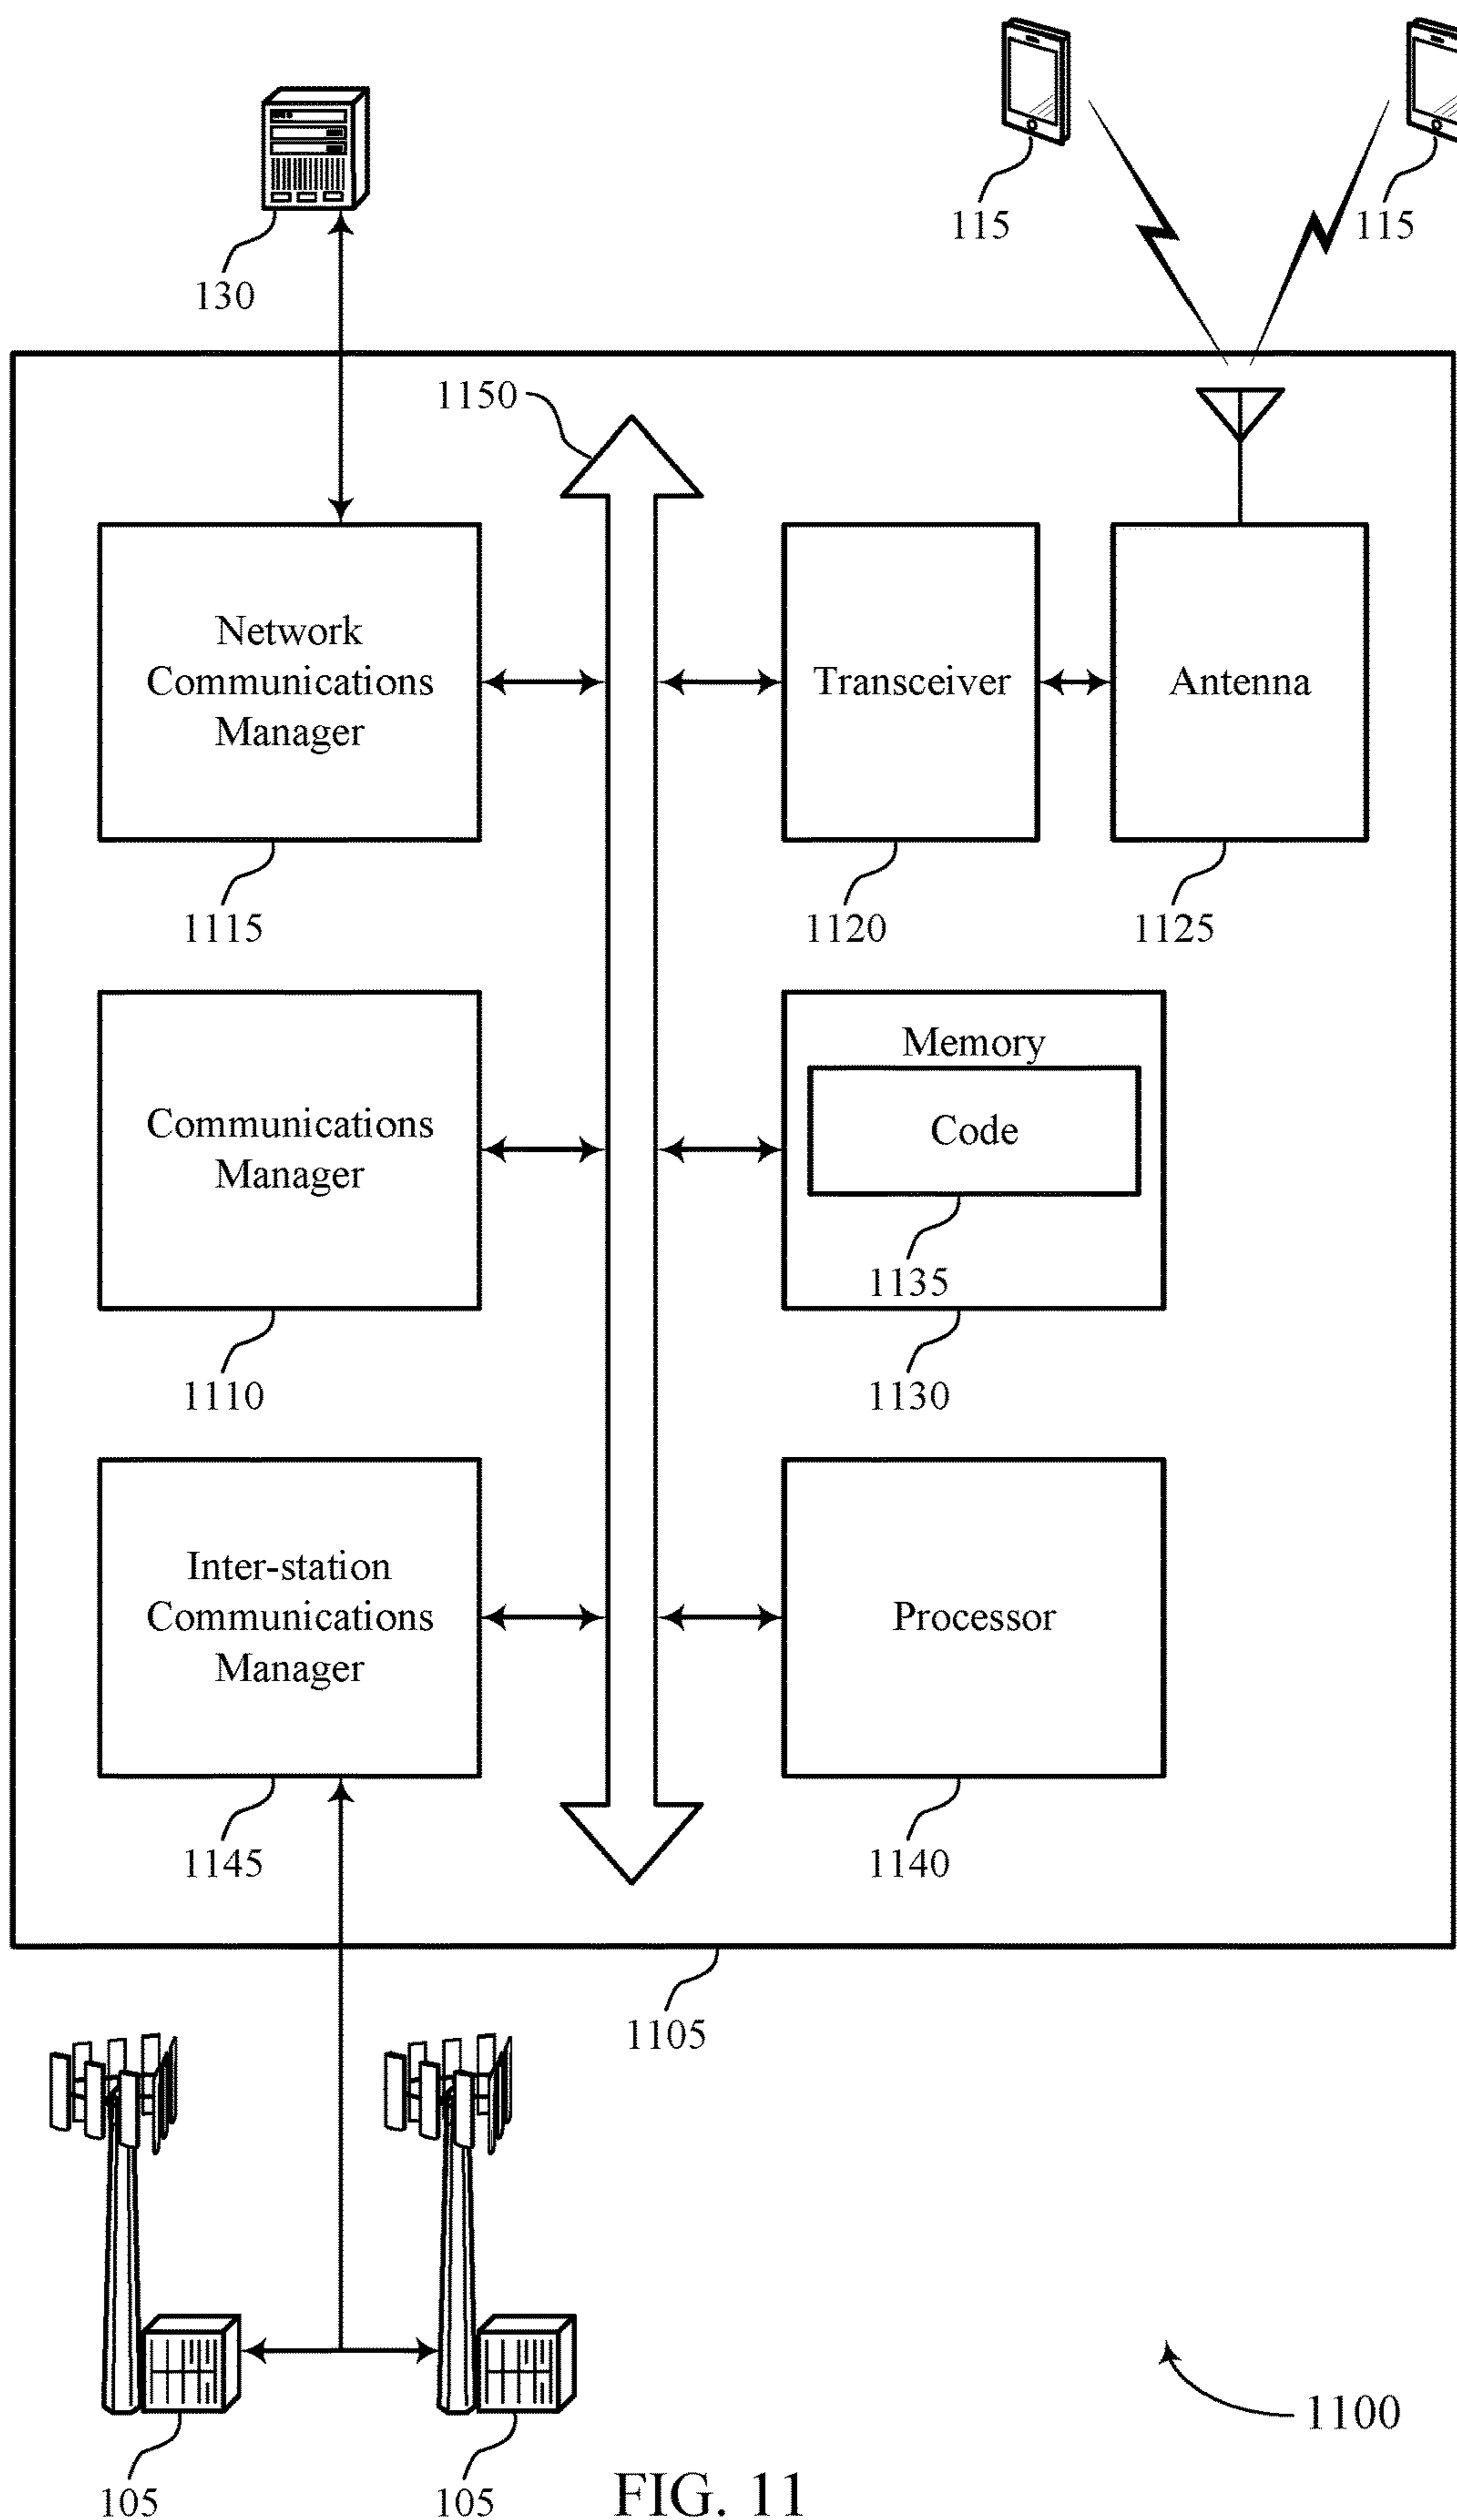 115
115
130
1150
Network
Communications
Manager
Transceiver
Antenna
1115
1120
1125
Communications
Manager
Memory
Code
1135
1110
1130
Inter-station
Communications
Manager
Processor
1145
1140
1105
1100
105
105
FIG. 11